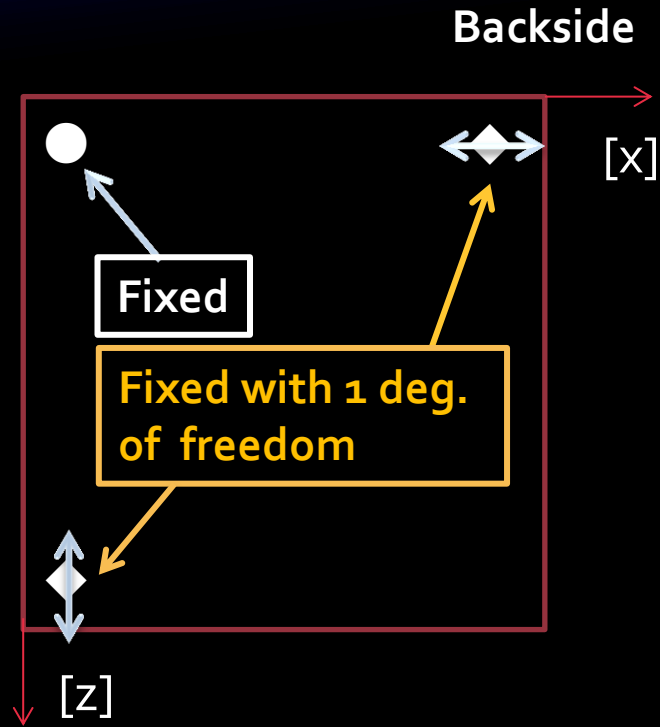 Backside
[x]
Fixed
Fixed with 1 deg.
of freedom
[z]